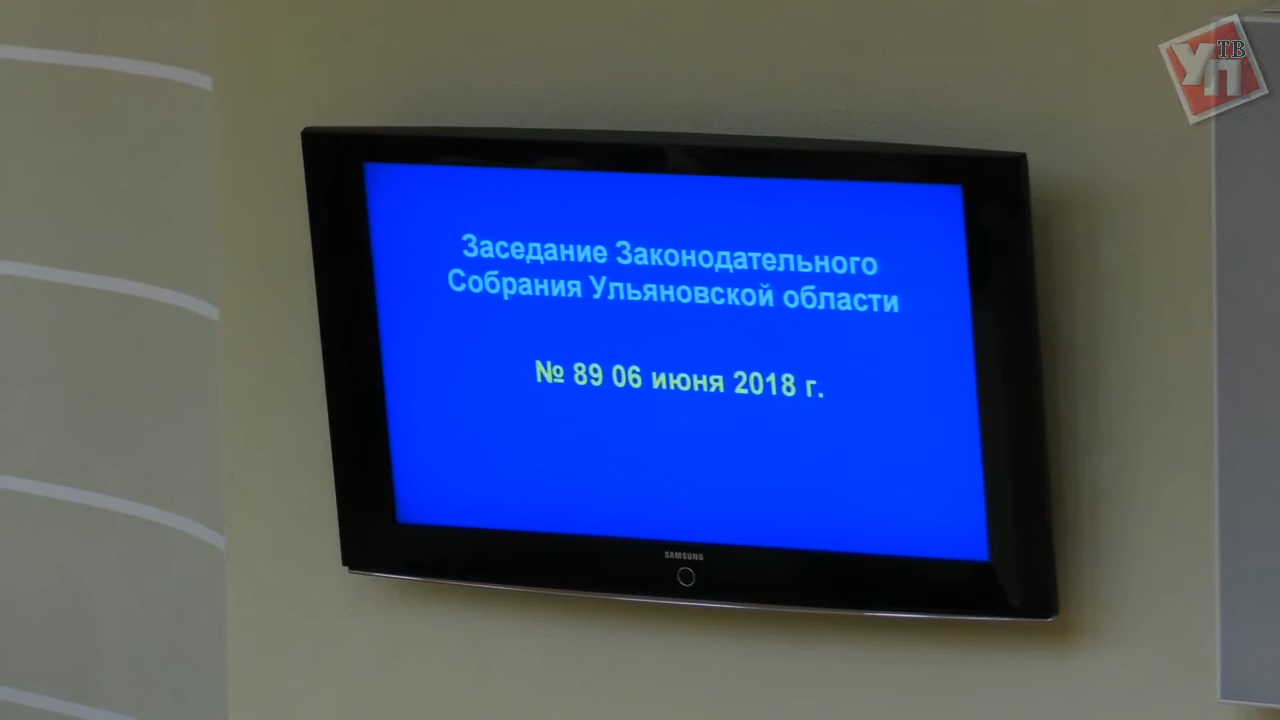 ТВ
УП
Заседание Законодательного
Собрания Ульяновской области
№ 89 06 июня 2018 г.
SAMSUNG